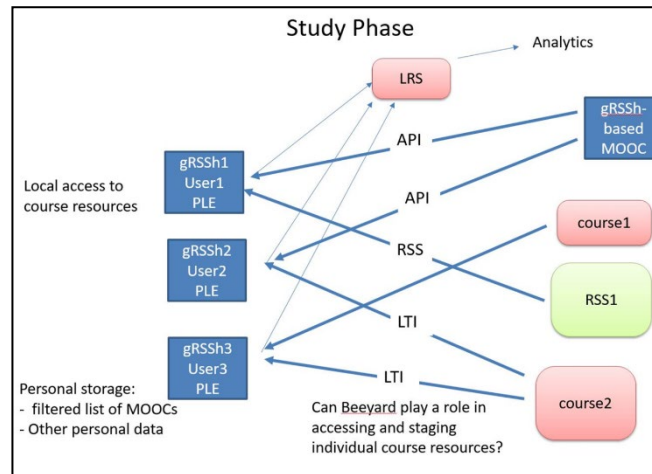 Study Phase
Analytics
LRS
gRSSh-
based
MOOC
API
gRSSh1
User1
PLE
Local access to
course resources
API
course1
RSS
gRSSh2
User2
PLE
RSS1
LTI
gRSSh3
User3
PLE
LTI
Personal storage:
- filtered list of MOOCs
- Other personal data
Can Beeyard play a role in
accessing and staging
individual course resources?
course2